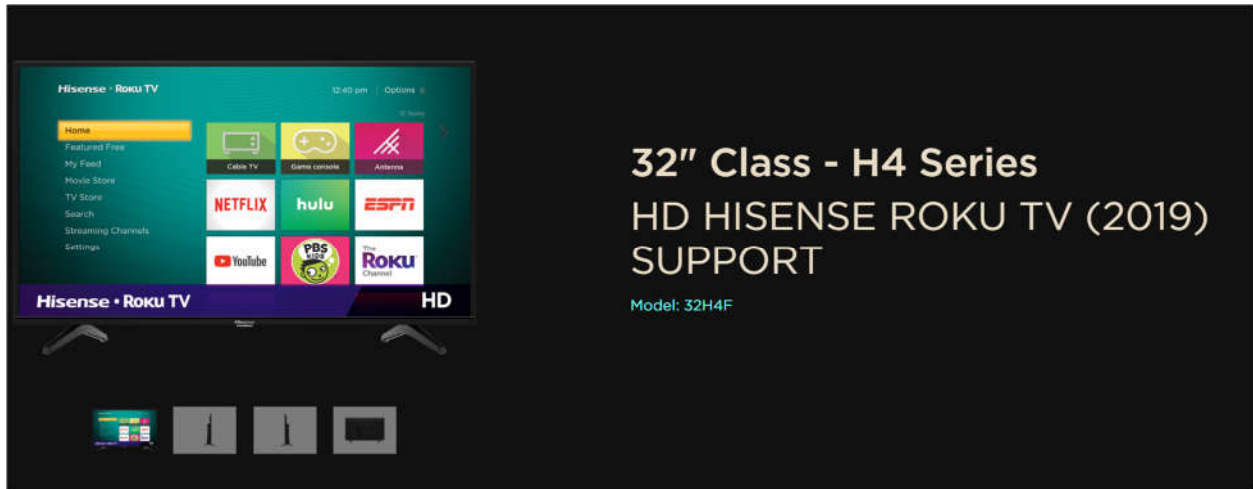 Hisense • Roku TV
12:40 pm | Options
Home
Featured Free
My Feed
Movie Store
TV Store
Search
Streaming Channels
Settings
Cable TV
Game console
Antenna
NETFLIX
hulu
ESPN
YouTube
PBS
KIDS
The
Roku
Channel
Hisense • Roku TV
HD
Hisense
32" Class - H4 Series
HD HISENSE ROKU TV (2019)
SUPPORT
Model: 32H4F